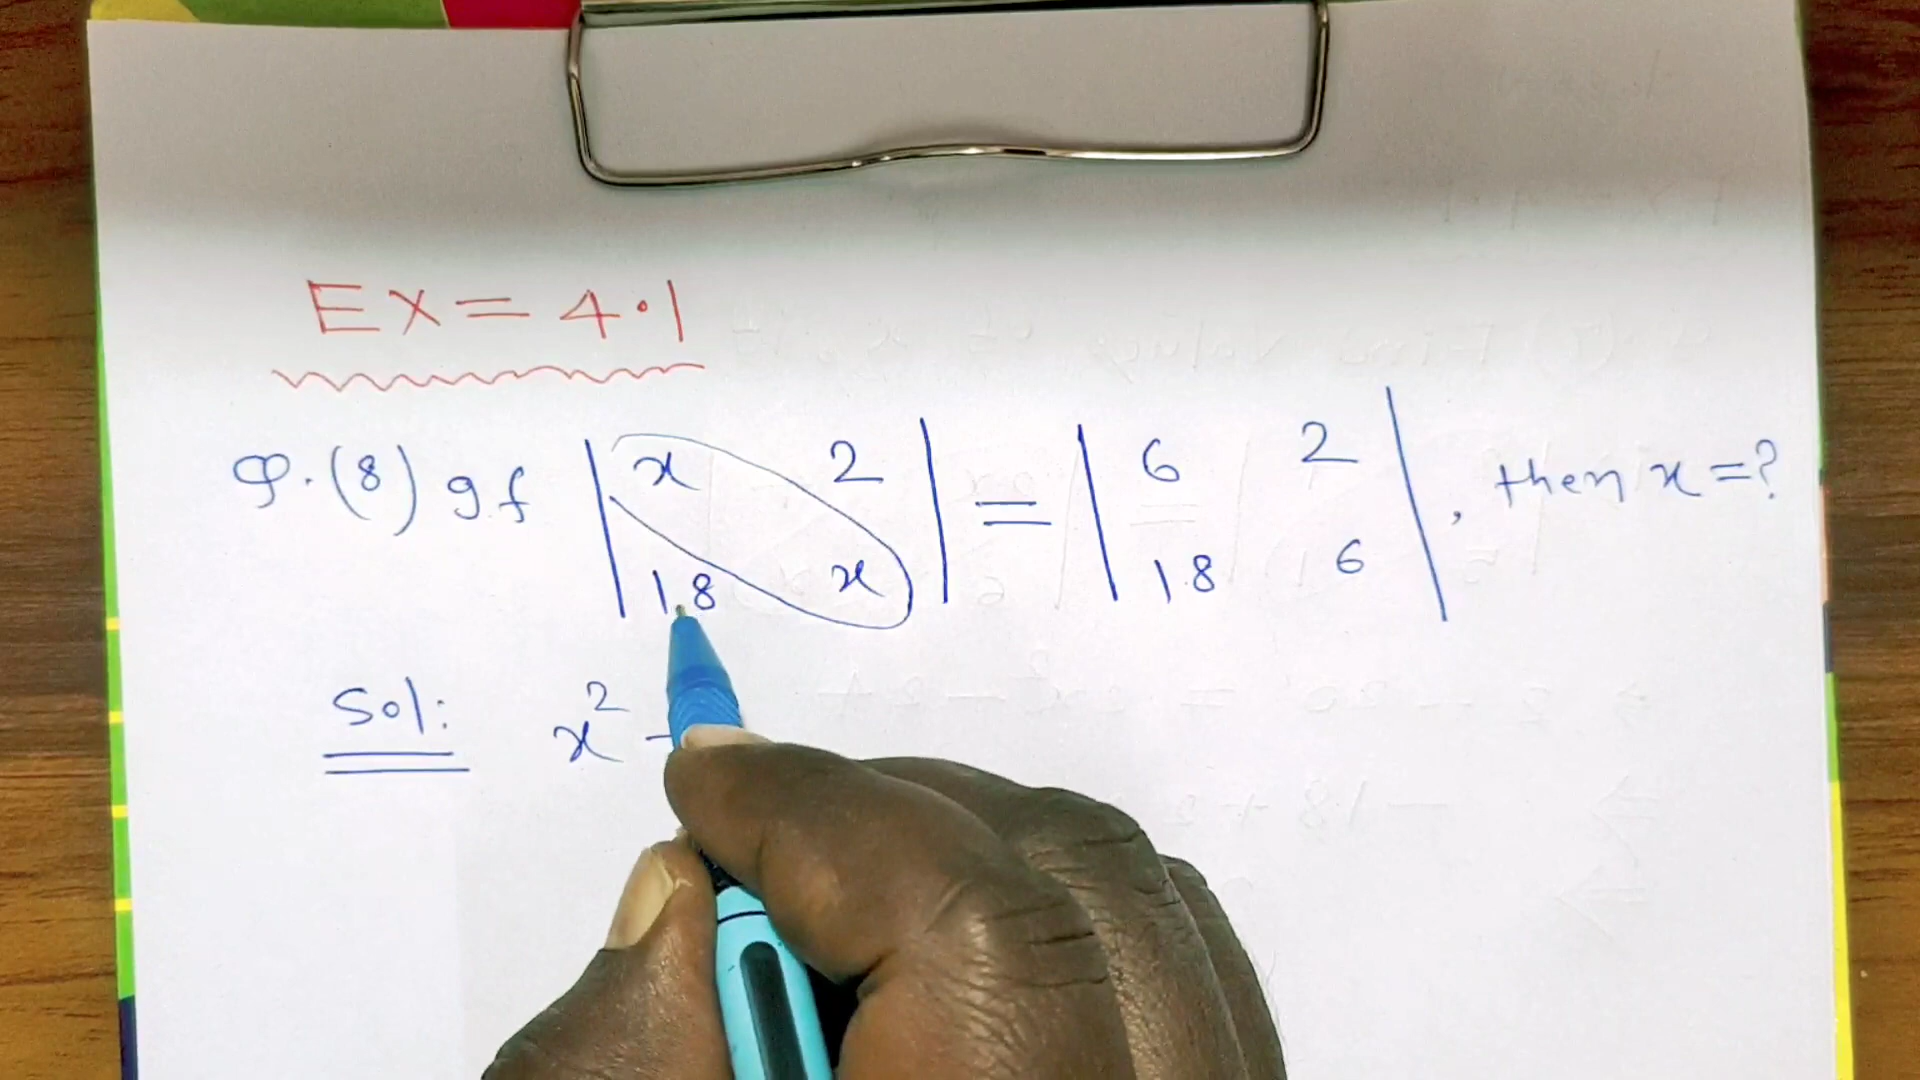 EX = 4.1
Q.(8) If | x 2 | = | 6 2 |, then x = ?
| 18 x | | 18 6 |
Sol: x² -